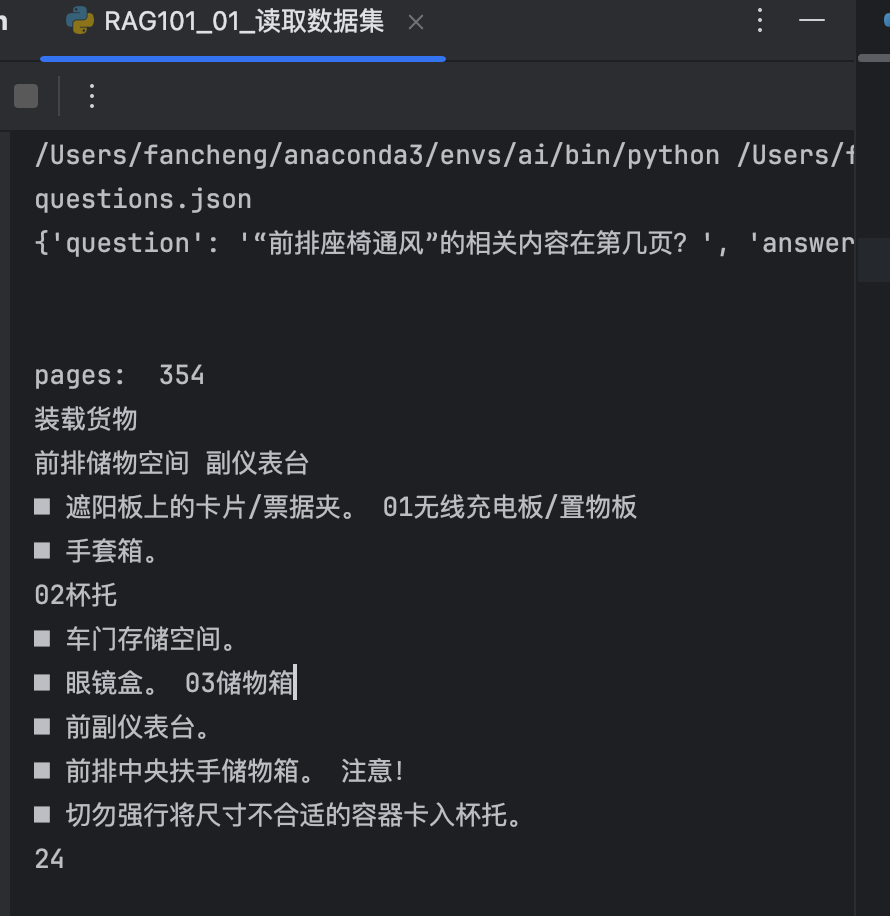 RAG101_01_读取数据集
/Users/fancheng/anaconda3/envs/ai/bin/python /Users/f
questions.json
{'question': '“前排座椅通风”的相关内容在第几页？', 'answer
pages:  354
装载货物
前排储物空间 副仪表台
■ 遮阳板上的卡片/票据夹。 01无线充电板/置物板
■ 手套箱。
02杯托
■ 车门存储空间。
■ 眼镜盒。 03储物箱
■ 前副仪表台。
■ 前排中央扶手储物箱。 注意！
■ 切勿强行将尺寸不合适的容器卡入杯托。
24